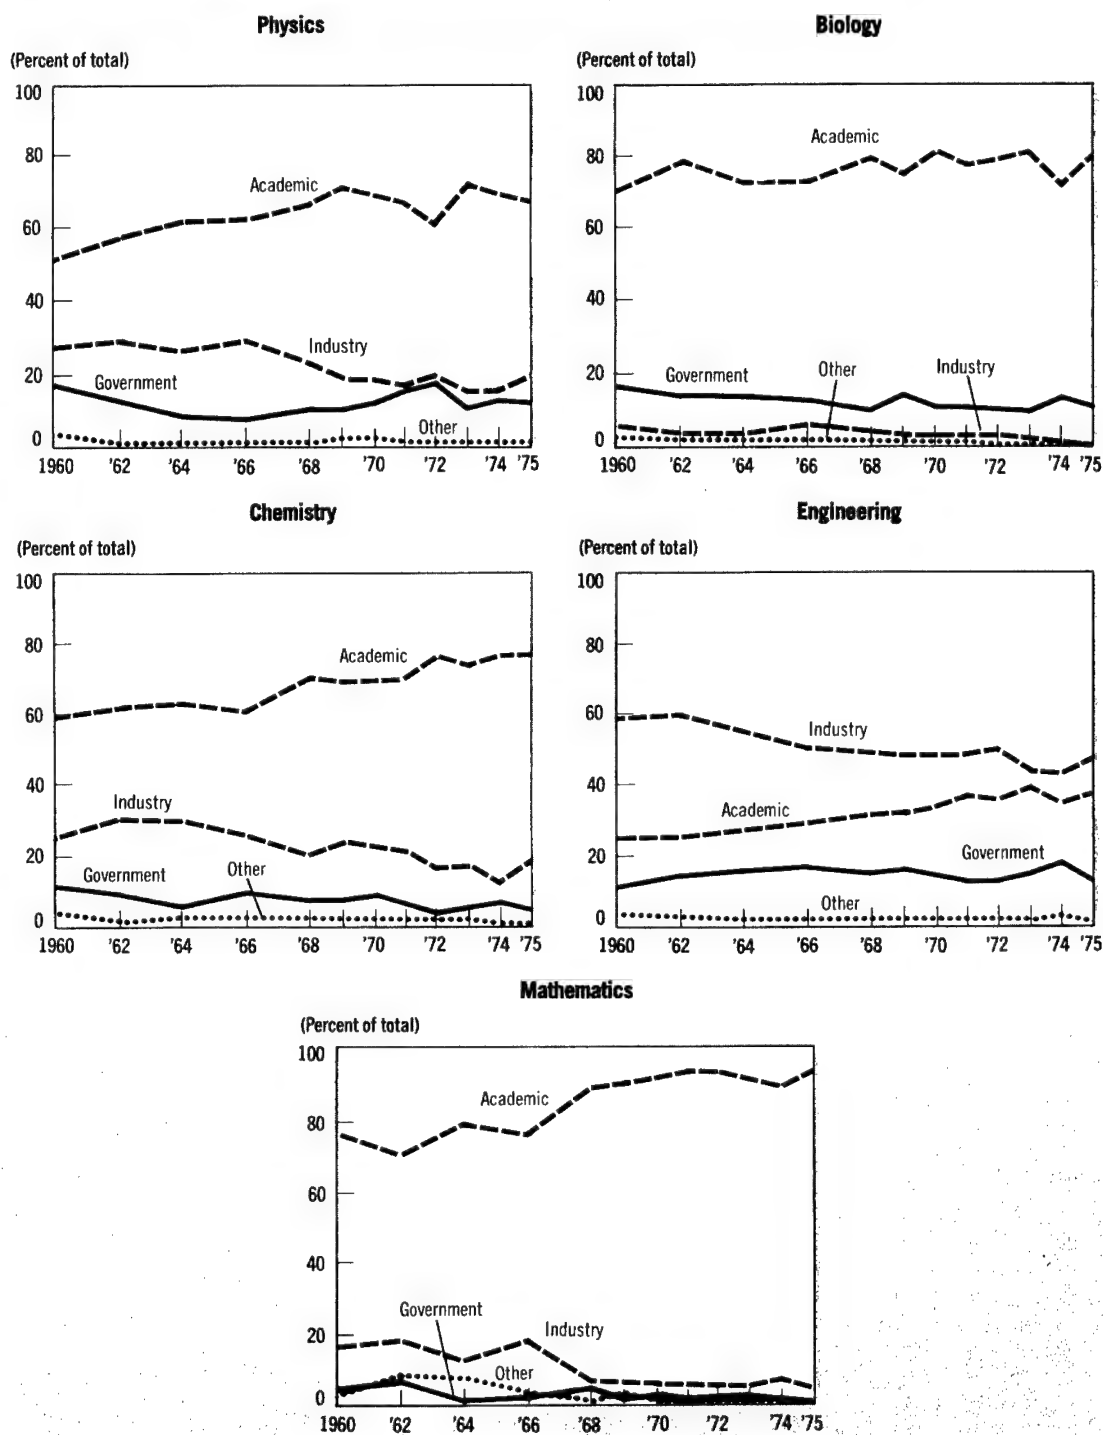 Physics
(Percent of total)
100
80
60
40
20
0
Academic
Industry
Government
Other
1960 '62 '64 '66 '68 '70 '72 '74 '75
Biology
(Percent of total)
100
80
60
40
20
0
Academic
Government
Other
Industry
1960 '62 '64 '66 '68 '70 '72 '74 '75
Chemistry
(Percent of total)
100
80
60
40
20
0
Academic
Industry
Government
Other
1960 '62 '64 '66 '68 '70 '72 '74 '75
Engineering
(Percent of total)
100
80
60
40
20
0
Industry
Academic
Government
Other
1960 '62 '64 '66 '68 '70 '72 '74 '75
Mathematics
(Percent of total)
100
80
60
40
20
0
Academic
Government
Industry
Other
1960 '62 '64 '66 '68 '70 '72 '74 '75